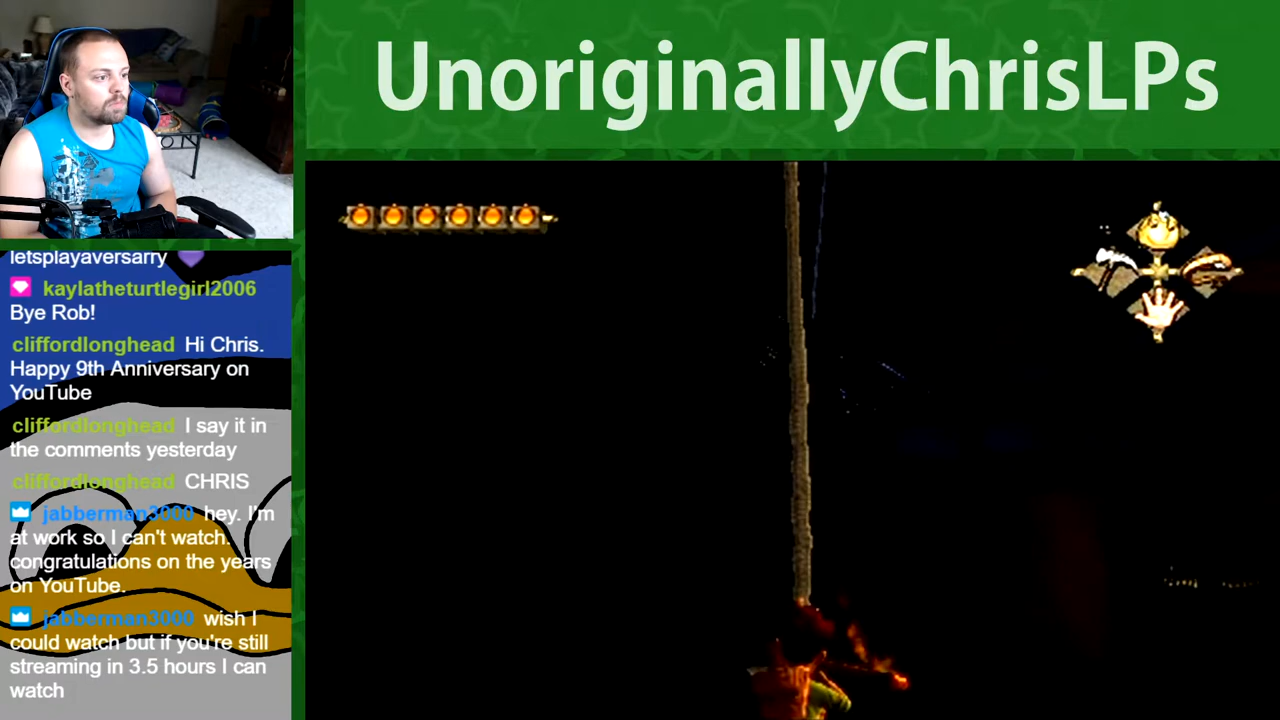 UnoriginallyChrisLPs
letsplayaversarry
kaylatheturtlegirl2006
Bye Rob!
cliffordlonghead Hi Chris.
Happy 9th Anniversary on
YouTube
cliffordlonghead I say it in
the comments yesterday
cliffordlonghead CHRIS
jabberman3000 hey. I'm
at work so I can't watch.
congratulations on the years
on YouTube.
jabberman3000 wish I
could watch but if you're still
streaming in 3.5 hours I can
watch